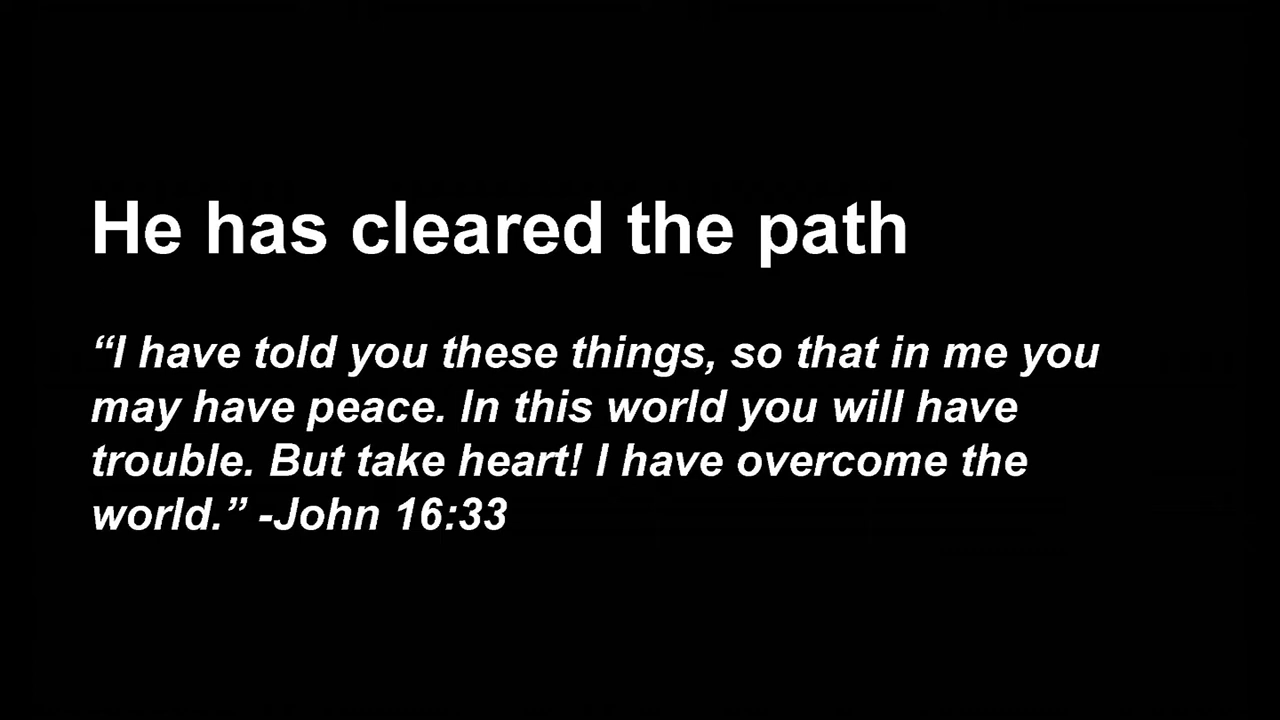 He has cleared the path
“I have told you these things, so that in me you
may have peace. In this world you will have
trouble. But take heart! I have overcome the
world.” -John 16:33